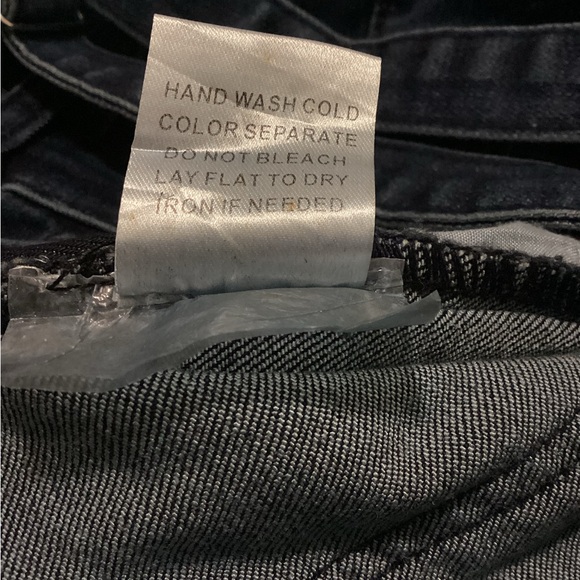 HAND WASH COLD
COLOR SEPARATE
DO NOT BLEACH
LAY FLAT TO DRY
IRON IF NEEDED